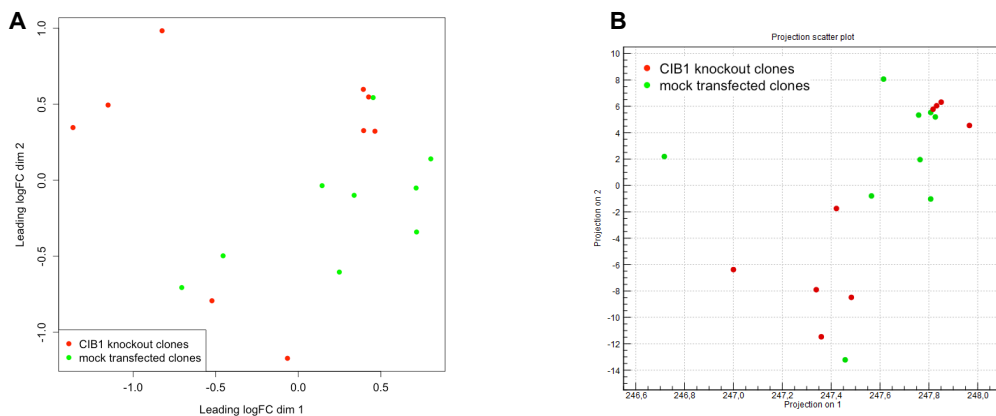 A
CIB1 knockout clones
mock transfected clones
Leading logFC dim 2
1.0
0.5
0.0
-0.5
-1.0
-1.0
-0.5
0.0
0.5
Leading logFC dim 1
B
Projection scatter plot
CIB1 knockout clones
mock transfected clones
Projection on 2
10
8
6
4
2
0
-2
-4
-6
-8
-10
-12
-14
246,6
246,8
247,0
247,2
247,4
247,6
247,8
248,0
Projection on 1